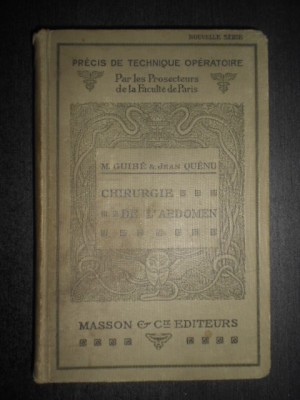 NOUVELLE SÉRIE
PRÉCIS DE TECHNIQUE OPÉRATOIRE
Par les Prosecteurs
de la Faculté de Paris
M. GUIBÉ & JEAN QUÉNU
CHIRURGIE
DE L'ABDOMEN
MASSON & CIE EDITEURS